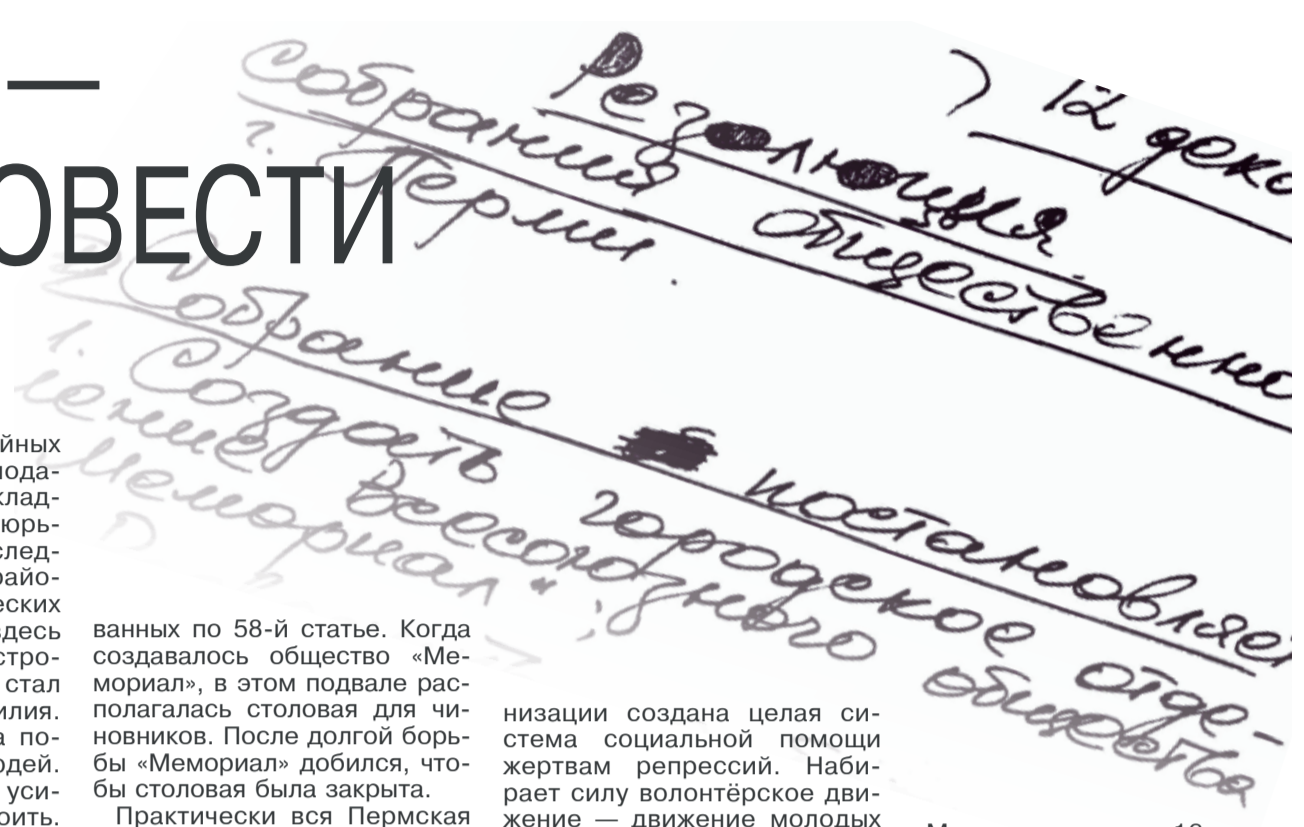 —
ОВЕСТИ
12 дека
Резолюция
Собрания общественно
г. Перми.
Собрание постановляет
1. Создать городское отде-
ление Всесоюзного общества
Мемориал";
йных
пода-
клад-
юрь-
след-
райо-
еских
здесь
стро-
стал
илия.
а по-
юдей.
уси-
оить.
ванных по 58-й статье. Когда
создавалось общество «Ме-
мориал», в этом подвале рас-
полагалась столовая для чи-
новников. После долгой борь-
бы «Мемориал» добился, что-
бы столовая была закрыта.
Практически вся Пермская
низации создана целая си-
стема социальной помощи
жертвам репрессий. Наби-
рает силу волонтёрское дви-
жение — движение молодых